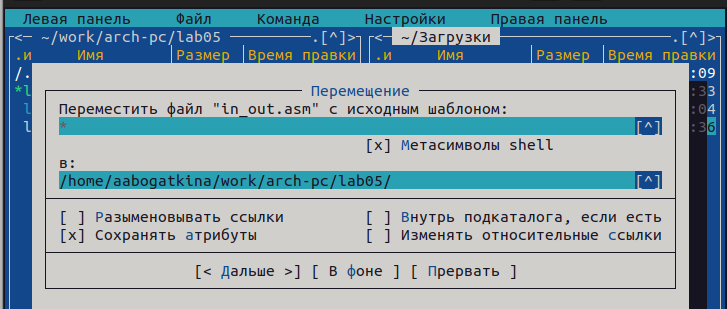 Левая панель Файл Команда Настройки Правая панель
<— ~/work/arch-pc/lab05 .[^]> <— ~/Загрузки .[^]>
.и Имя Размер Время правки .и Имя Размер Время правки
/. :09
Перемещение
*l :33
Переместить файл "in_out.asm" с исходным шаблоном:
l :04
* [^]
l :36
[x] Метасимволы shell
в:
/home/aabogatkina/work/arch-pc/lab05/ [^]
[ ] Разыменовывать ссылки [ ] Внутрь подкаталога, если есть
[x] Сохранять атрибуты [ ] Изменять относительные ссылки
[< Дальше >] [ В фоне ] [ Прервать ]